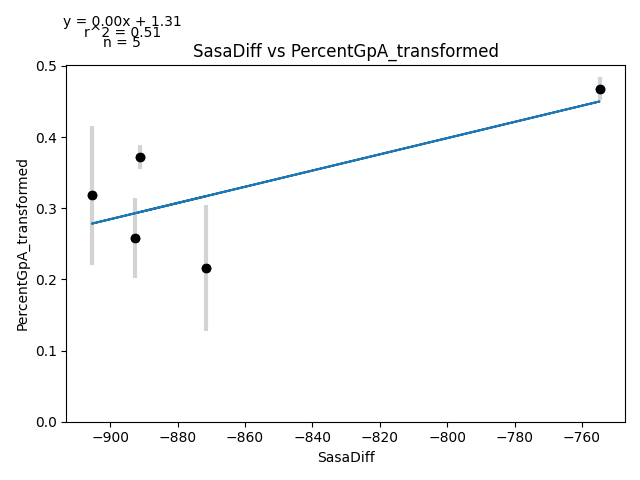 y = 0.00x + 1.31
r^2 = 0.51
n = 5
SasaDiff vs PercentGpA_transformed
PercentGpA_transformed
0.5
0.4
0.3
0.2
0.1
0.0
−900 −880 −860 −840 −820 −800 −780 −760
SasaDiff